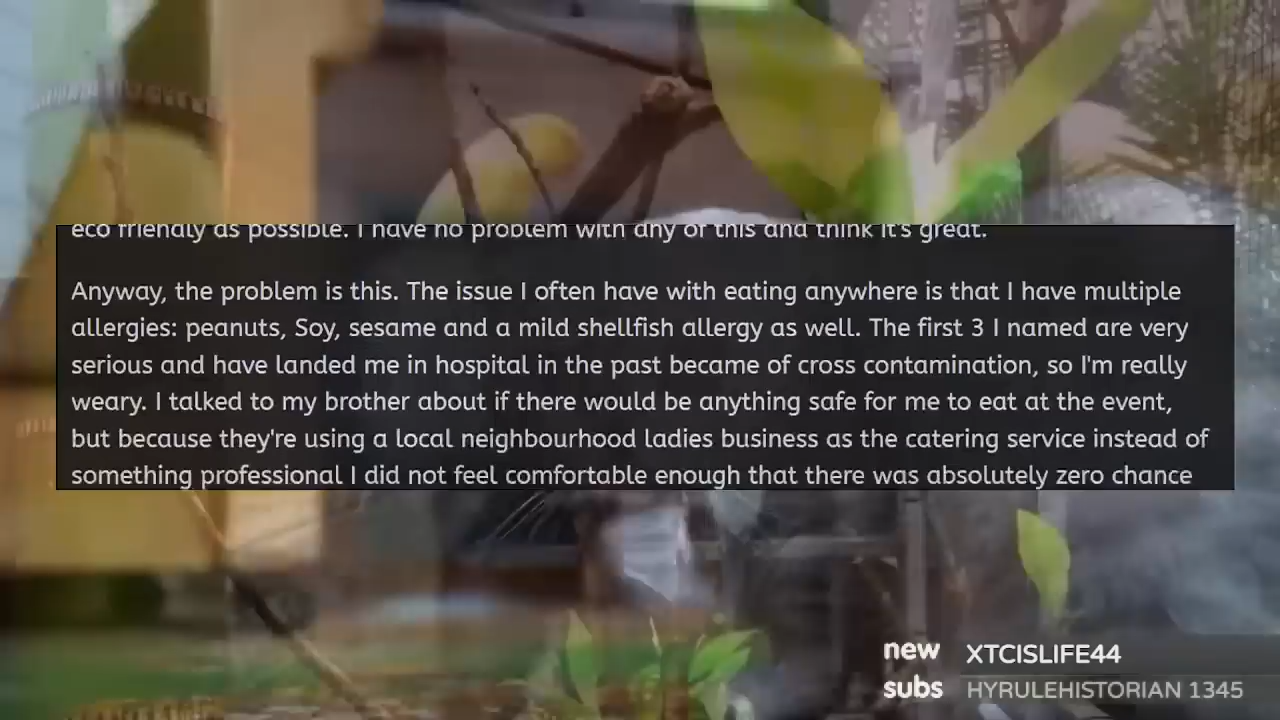 eco friendly as possible. I have no problem with any of this and think it's great.
Anyway, the problem is this. The issue I often have with eating anywhere is that I have multiple
allergies: peanuts, Soy, sesame and a mild shellfish allergy as well. The first 3 I named are very
serious and have landed me in hospital in the past became of cross contamination, so I'm really
weary. I talked to my brother about if there would be anything safe for me to eat at the event,
but because they're using a local neighbourhood ladies business as the catering service instead of
something professional I did not feel comfortable enough that there was absolutely zero chance
new XTCISLIFE44
subs HYRULEHISTORIAN 1345